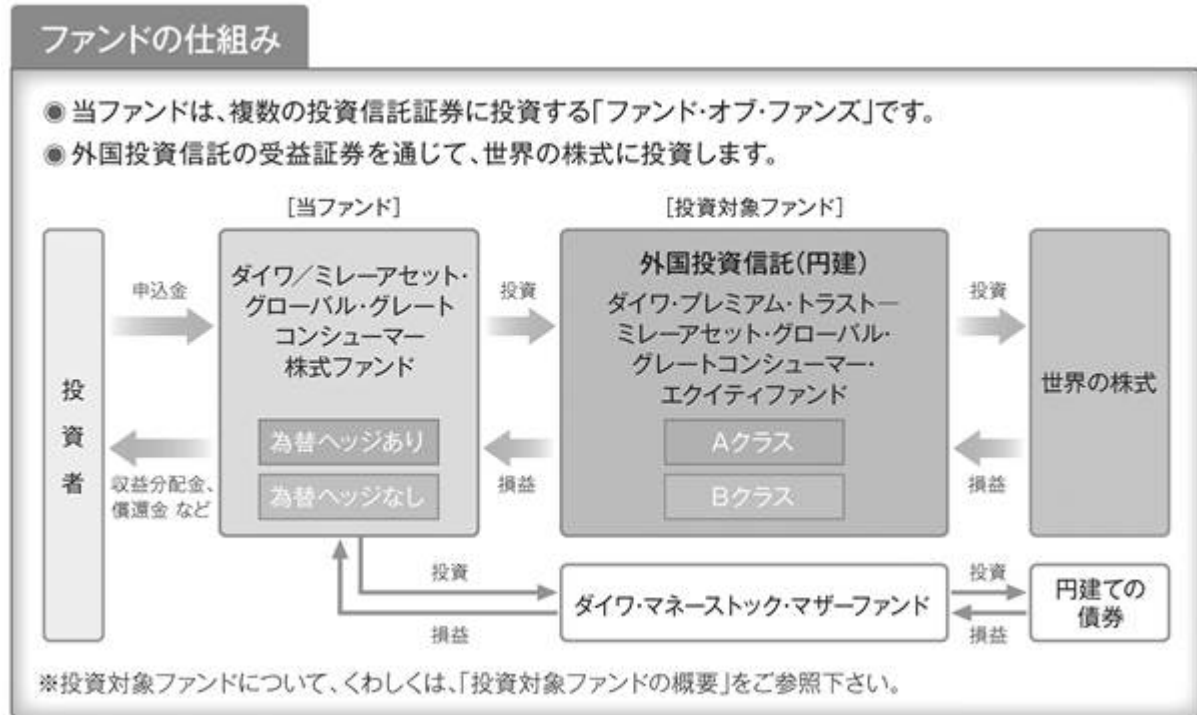 ファンドの仕組み
◉ 当ファンドは、複数の投資信託証券に投資する「ファンド・オブ・ファンズ」です。
◉ 外国投資信託の受益証券を通じて、世界の株式に投資します。
[当ファンド]
[投資対象ファンド]
投資者
申込金
収益分配金、
償還金 など
ダイワ／ミレーアセット・
グローバル・グレート
コンシューマー
株式ファンド
為替ヘッジあり
為替ヘッジなし
投資
損益
外国投資信託(円建)
ダイワ・プレミアム・トラスト―
ミレーアセット・グローバル・
グレートコンシューマー・
エクイティファンド
Aクラス
Bクラス
投資
損益
世界の株式
投資
損益
ダイワ・マネーストック・マザーファンド
投資
損益
円建ての
債券
※投資対象ファンドについて、くわしくは、「投資対象ファンドの概要」をご参照下さい。